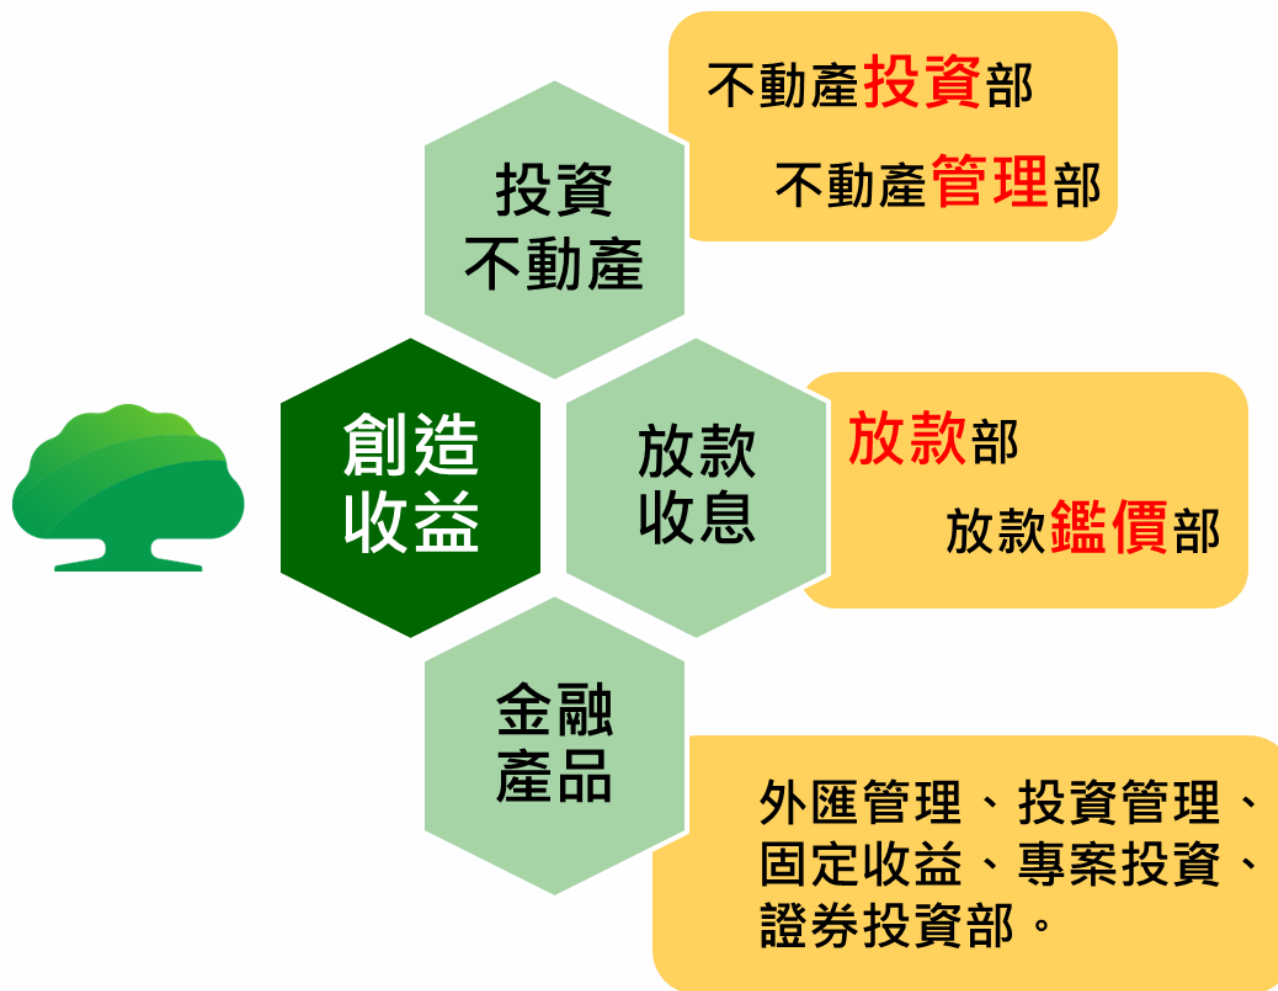 不動產投資部
不動產管理部
投資
不動產
創造
收益
放款
收息
放款部
放款鑑價部
金融
產品
外匯管理、投資管理、
固定收益、專案投資、
證券投資部。